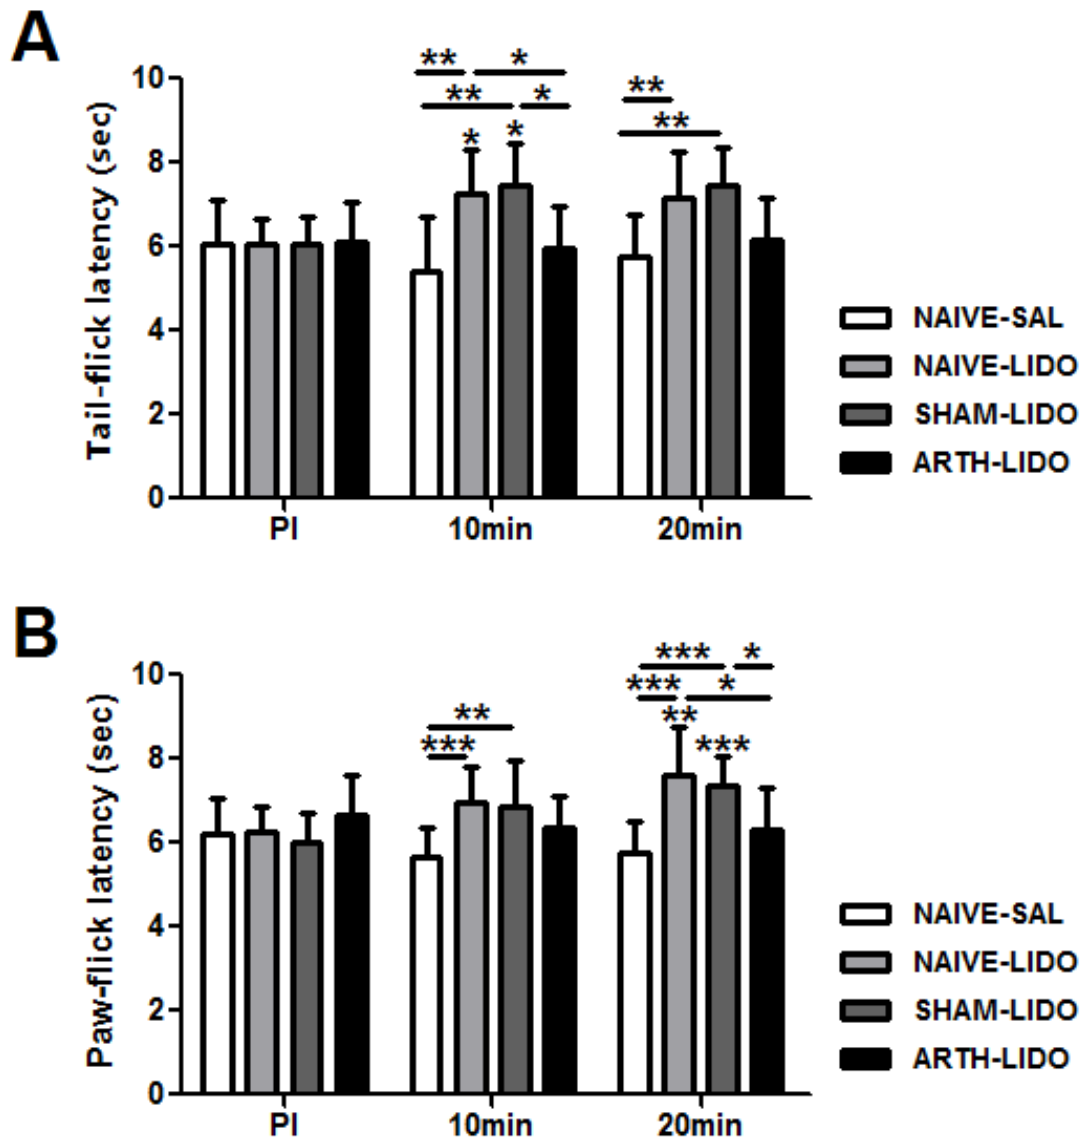 A
Tail-flick latency (sec)
10
8
6
4
2
0
** *
** *
* *
**
**
PI 10min 20min
NAIVE-SAL
NAIVE-LIDO
SHAM-LIDO
ARTH-LIDO
B
Paw-flick latency (sec)
10
8
6
4
2
0
**
***
*** *
*** *
**
***
PI 10min 20min
NAIVE-SAL
NAIVE-LIDO
SHAM-LIDO
ARTH-LIDO